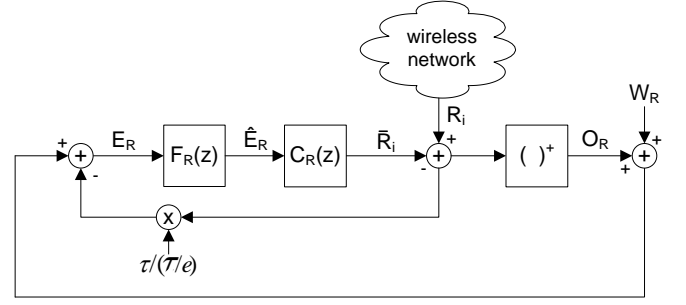 wireless
network
W_R
R_i
+
E_R
Ê_R
R̄_i
+
+
O_R
F_R(z)
C_R(z)
+
( )⁺
+
+
-
-
x
τ/(T/e)